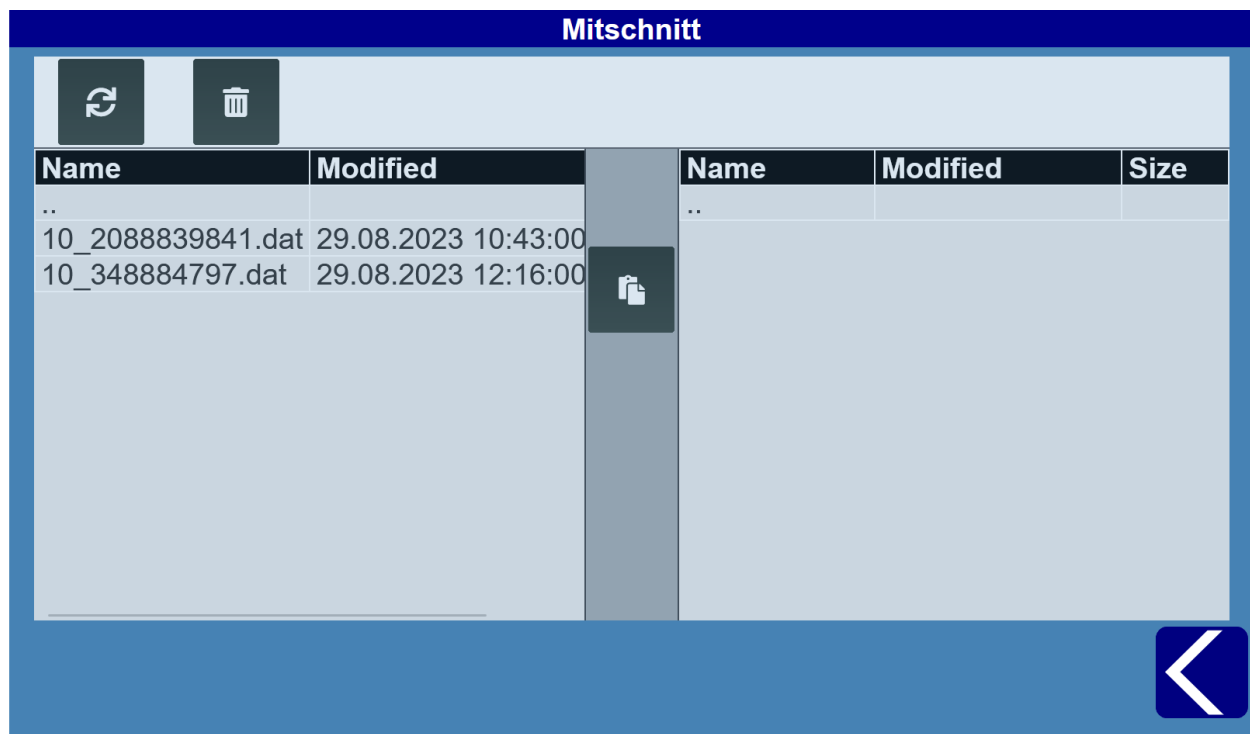 Mitschnitt
Name Modified
..
10_2088839841.dat 29.08.2023 10:43:00
10_348884797.dat 29.08.2023 12:16:00
Name Modified Size
..